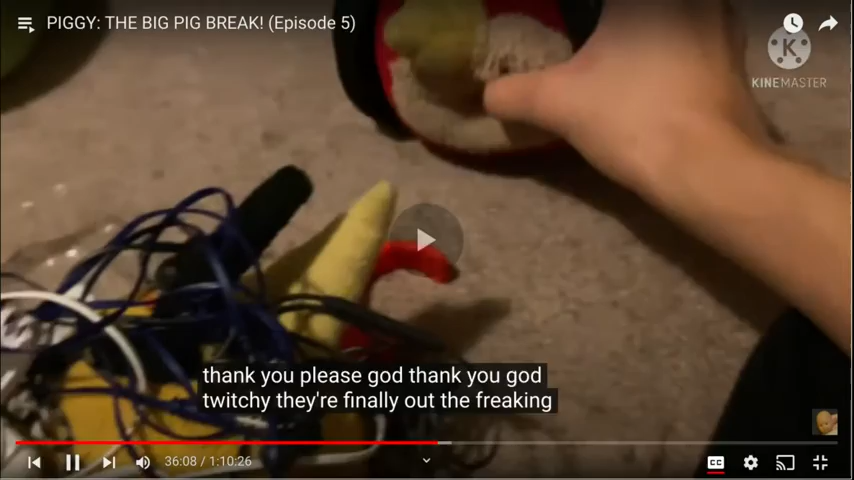 PIGGY: THE BIG PIG BREAK! (Episode 5)
K
KINEMASTER
thank you please god thank you god
twitchy they're finally out the freaking
36:08 / 1:10:26
CC